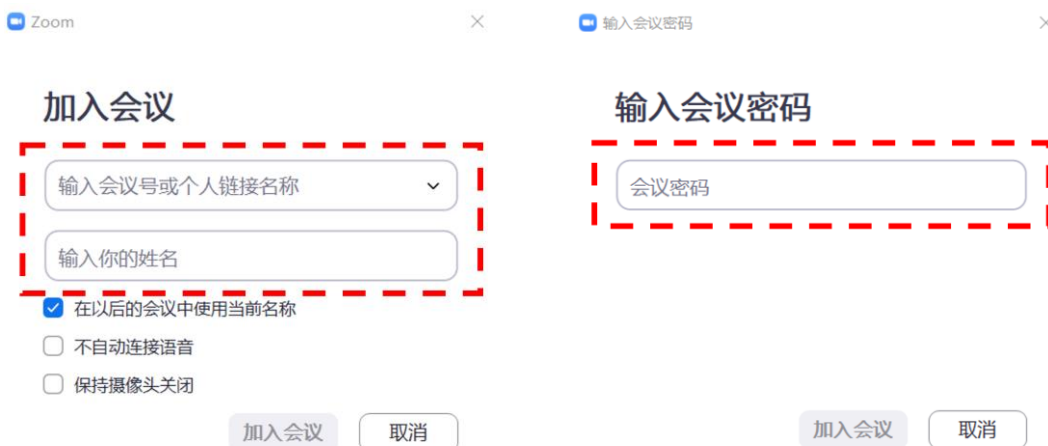 Zoom
加入会议
输入会议号或个人链接名称
输入你的姓名
在以后的会议中使用当前名称
不自动连接语音
保持摄像头关闭
加入会议
取消
输入会议密码
输入会议密码
会议密码
加入会议
取消